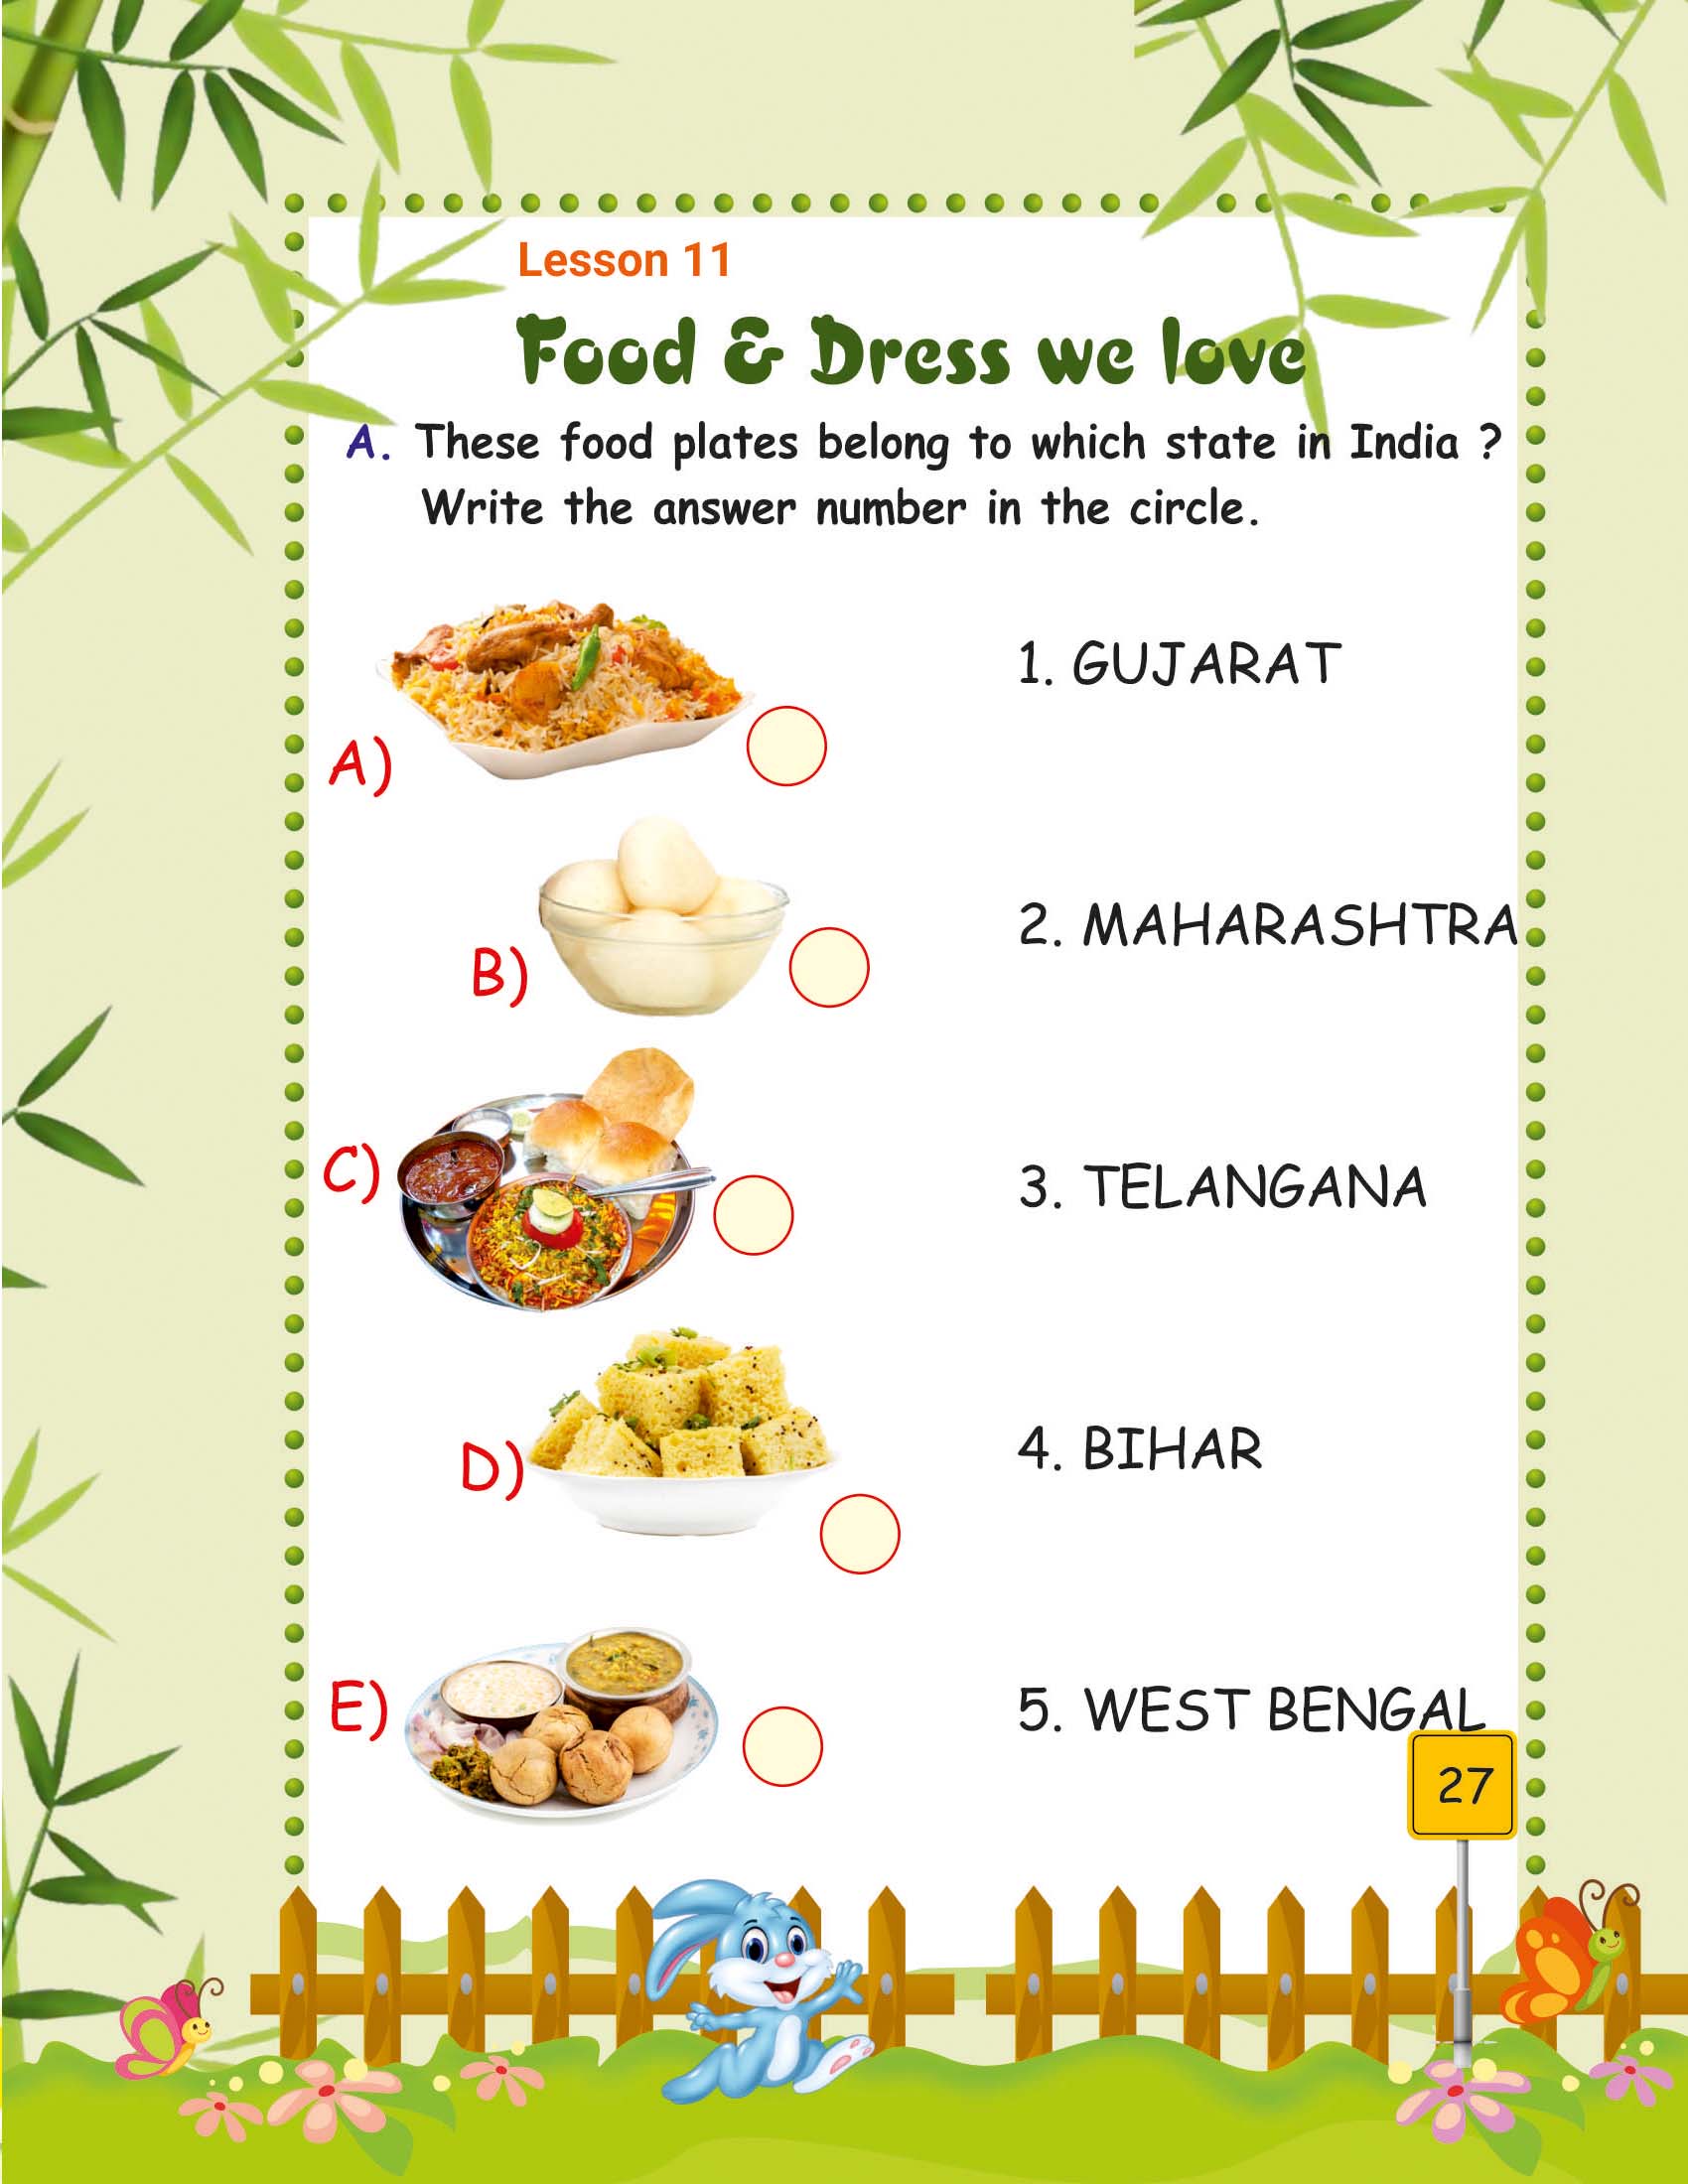 Lesson 11
Food & Dress we love
A. These food plates belong to which state in India ?
Write the answer number in the circle.
A)
1. GUJARAT
B)
2. MAHARASHTRA
C)
3. TELANGANA
D)
4. BIHAR
E)
5. WEST BENGAL
27